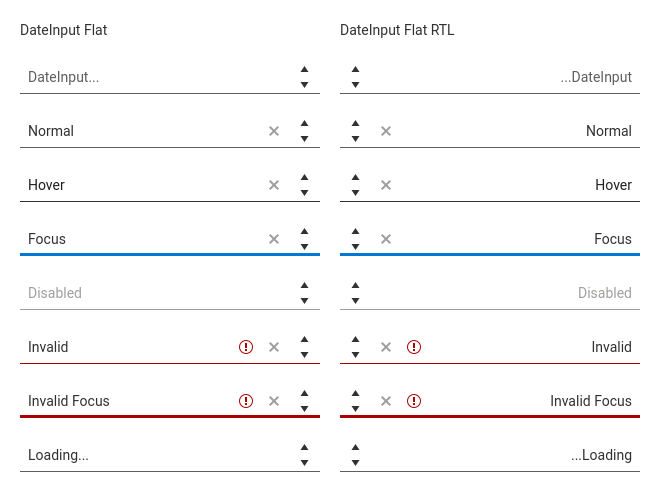 DateInput Flat
DateInput...
Normal
Hover
Focus
Disabled
Invalid
Invalid Focus
Loading...
DateInput Flat RTL
...DateInput
Normal
Hover
Focus
Disabled
Invalid
Invalid Focus
...Loading